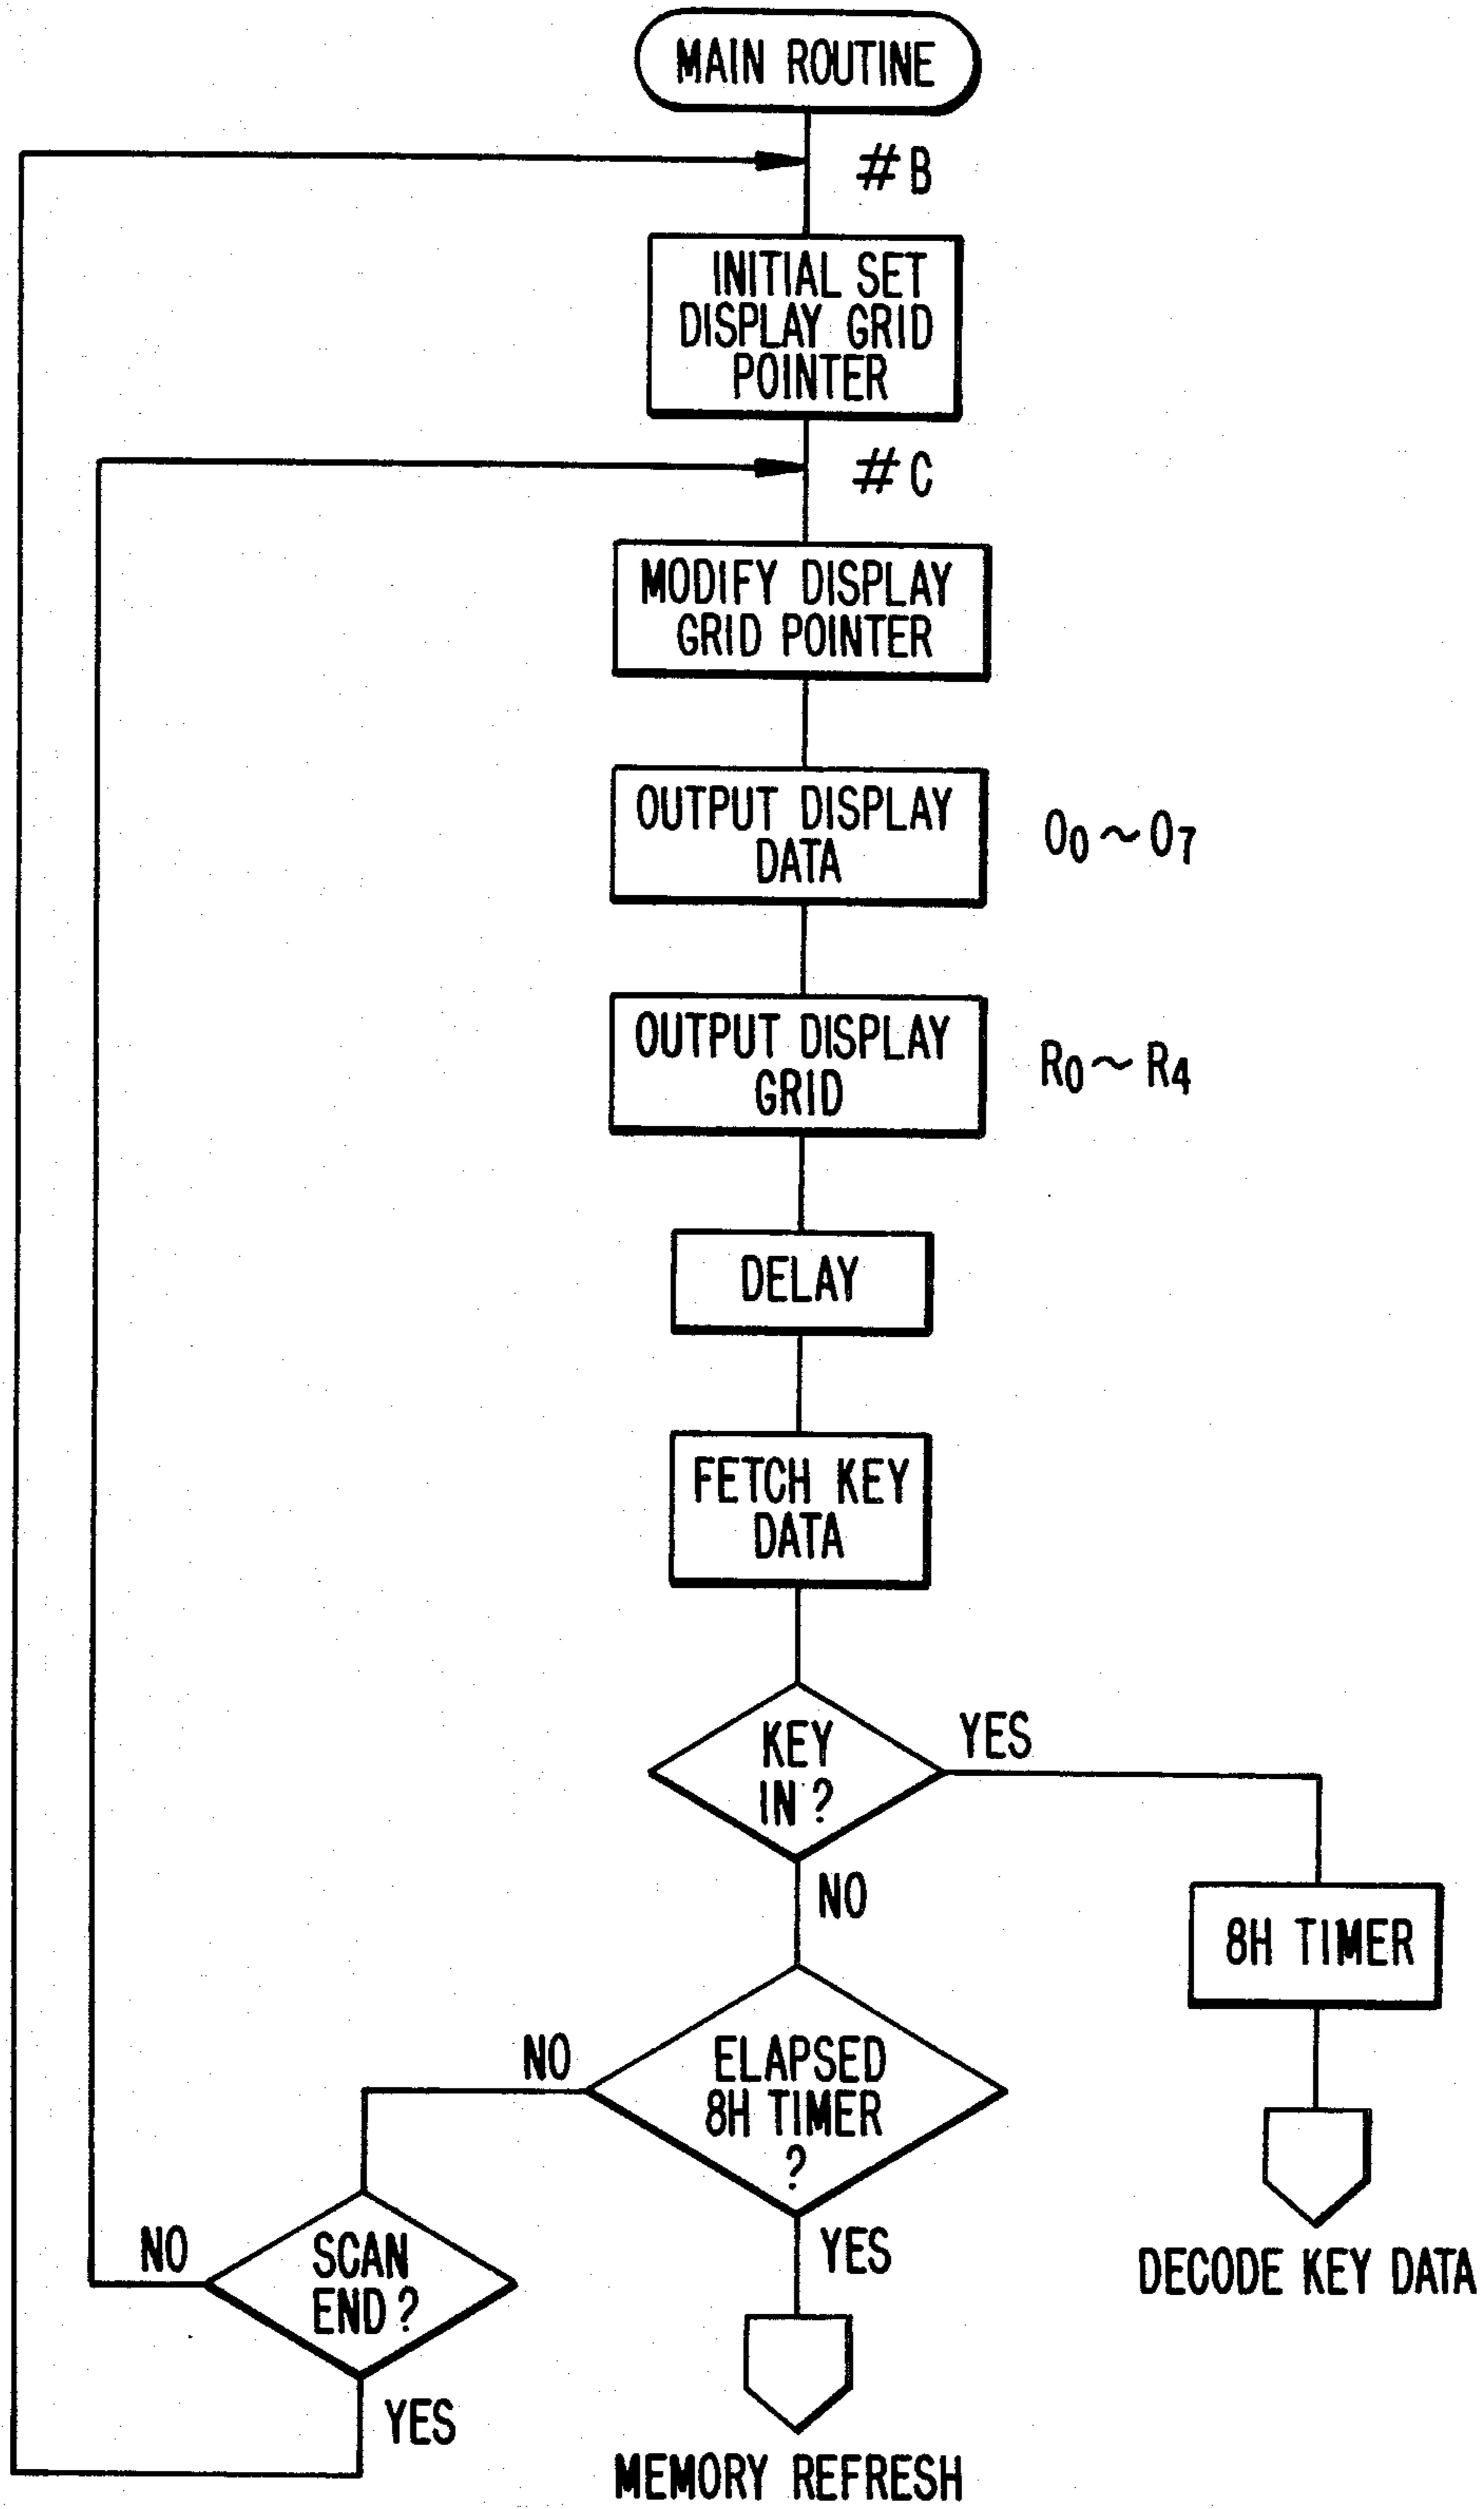 MAIN ROUTINE
#B
INITIAL SET
DISPLAY GRID
POINTER
#C
MODIFY DISPLAY
GRID POINTER
OUTPUT DISPLAY
DATA
O0~O7
OUTPUT DISPLAY
GRID
R0~R4
DELAY
FETCH KEY
DATA
KEY
IN?
YES
NO
8H TIMER
ELAPSED
8H TIMER
?
NO
YES
DECODE KEY DATA
SCAN
END?
NO
YES
MEMORY REFRESH